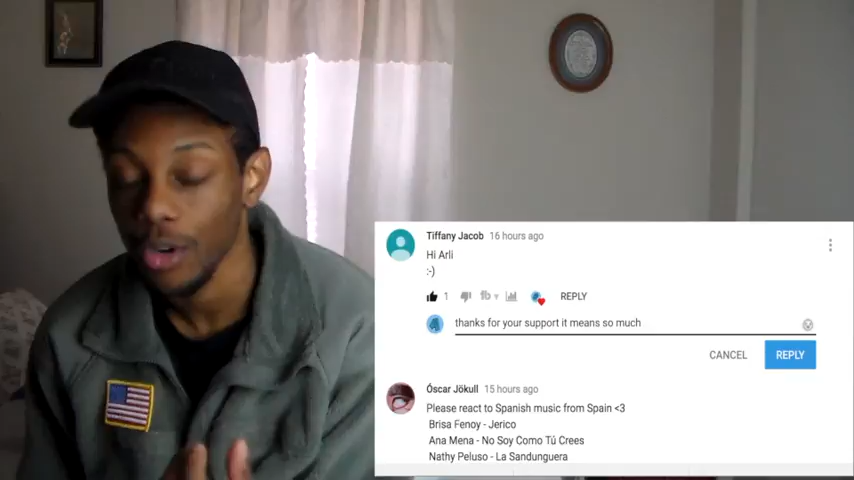 Tiffany Jacob 16 hours ago
Hi Arli
:-)
1 REPLY
thanks for your support it means so much
CANCEL REPLY
Óscar Jökull 15 hours ago
Please react to Spanish music from Spain <3
Brisa Fenoy - Jerico
Ana Mena - No Soy Como Tú Crees
Nathy Peluso - La Sandunguera